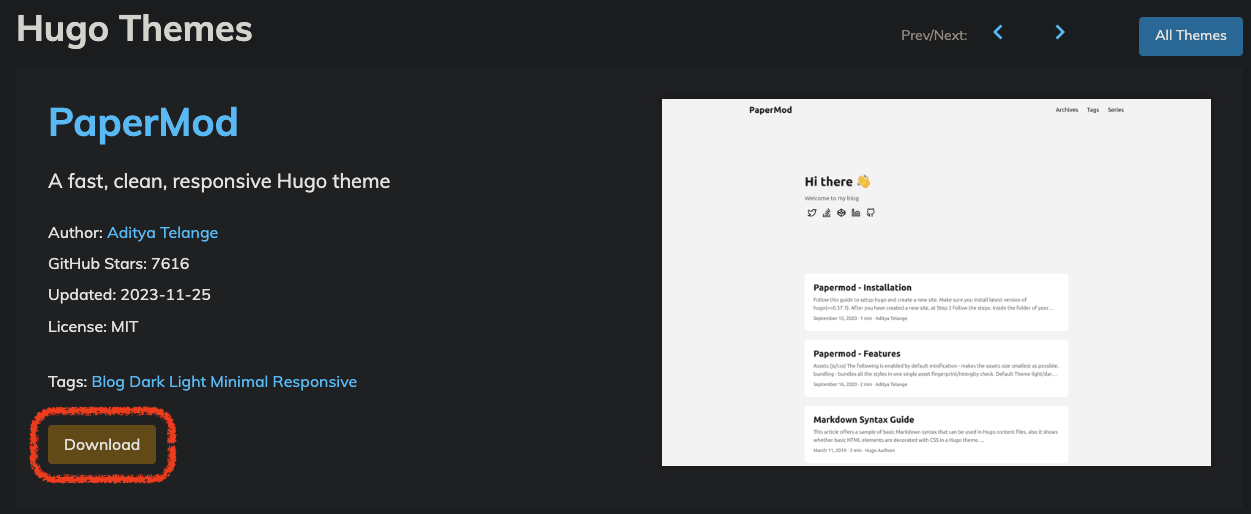 Hugo Themes
Prev/Next:
All Themes
PaperMod
A fast, clean, responsive Hugo theme
Author: Aditya Telange
GitHub Stars: 7616
Updated: 2023-11-25
License: MIT
Tags: Blog Dark Light Minimal Responsive
Download
PaperMod
Archives Tags Series
Hi there 👋
Welcome to my blog
Papermod - Installation
Follow this guide to setup hugo and create a new site. Make sure you install latest version of
hugo(>=0.57.1). After you have created a new site, at Step 3 follow the steps: Inside the folder of your...
September 15, 2020 · 1 min · Aditya Telange
Papermod - Features
Assets (js/css) The following is enabled by default minification - makes the assets size smallest as possible.
bundling - bundles all the styles in one single asset fingerprint/intergity check. Default Theme light/dar...
September 16, 2020 · 2 min · Aditya Telange
Markdown Syntax Guide
This article offers a sample of basic Markdown syntax that can be used in Hugo content files, also it shows
whether basic HTML elements are decorated with CSS in a Hugo theme. ...
March 11, 2019 · 3 min · Hugo Authors